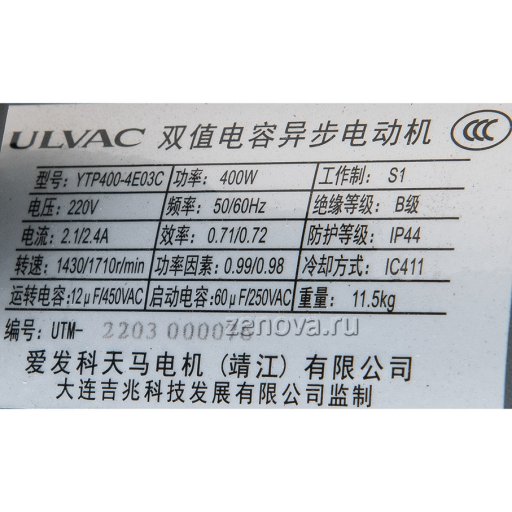 ULVAC 双值电容异步电动机 CCC
型号: YTP400-4E03C 功率: 400W 工作制: S1
电压: 220V 频率: 50/60Hz 绝缘等级: B级
电流: 2.1/2.4A 效率: 0.71/0.72 防护等级: IP44
转速: 1430/1710r/min 功率因素: 0.99/0.98 冷却方式: IC411
运转电容: 12μF/450VAC 启动电容: 60μF/250VAC 重量: 11.5kg
编号: UTM- 2203 000076
zenova.ru
爱发科天马电机（靖江）有限公司
大连吉兆科技发展有限公司监制